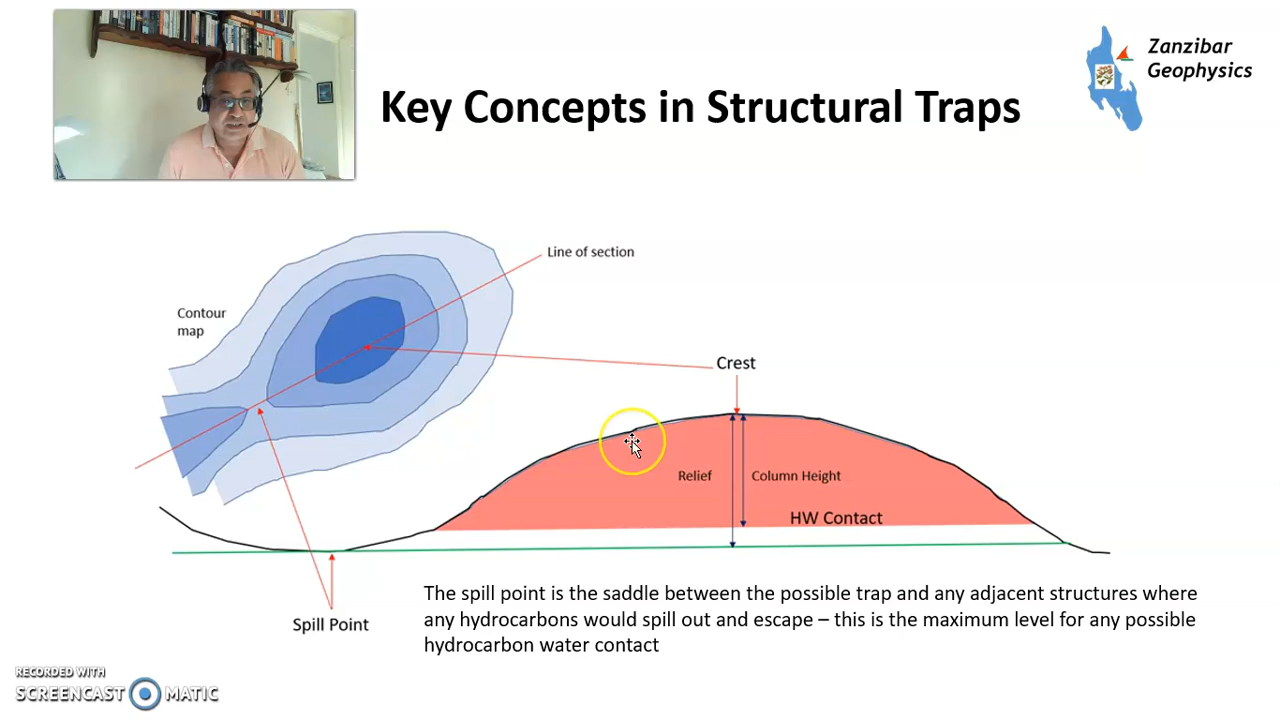 Zanzibar
Geophysics
Key Concepts in Structural Traps
Line of section
Contour
map
Crest
Relief
Column Height
HW Contact
Spill Point
The spill point is the saddle between the possible trap and any adjacent structures where
any hydrocarbons would spill out and escape – this is the maximum level for any possible
hydrocarbon water contact
RECORDED WITH
SCREENCAST MATIC